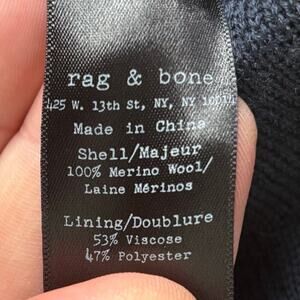 rag & bone
425 W. 13th St, NY, NY 10014
Made in China
Shell/Majeur
100% Merino Wool/
Laine Mérinos
Lining/Doublure
53% Viscose
47% Polyester